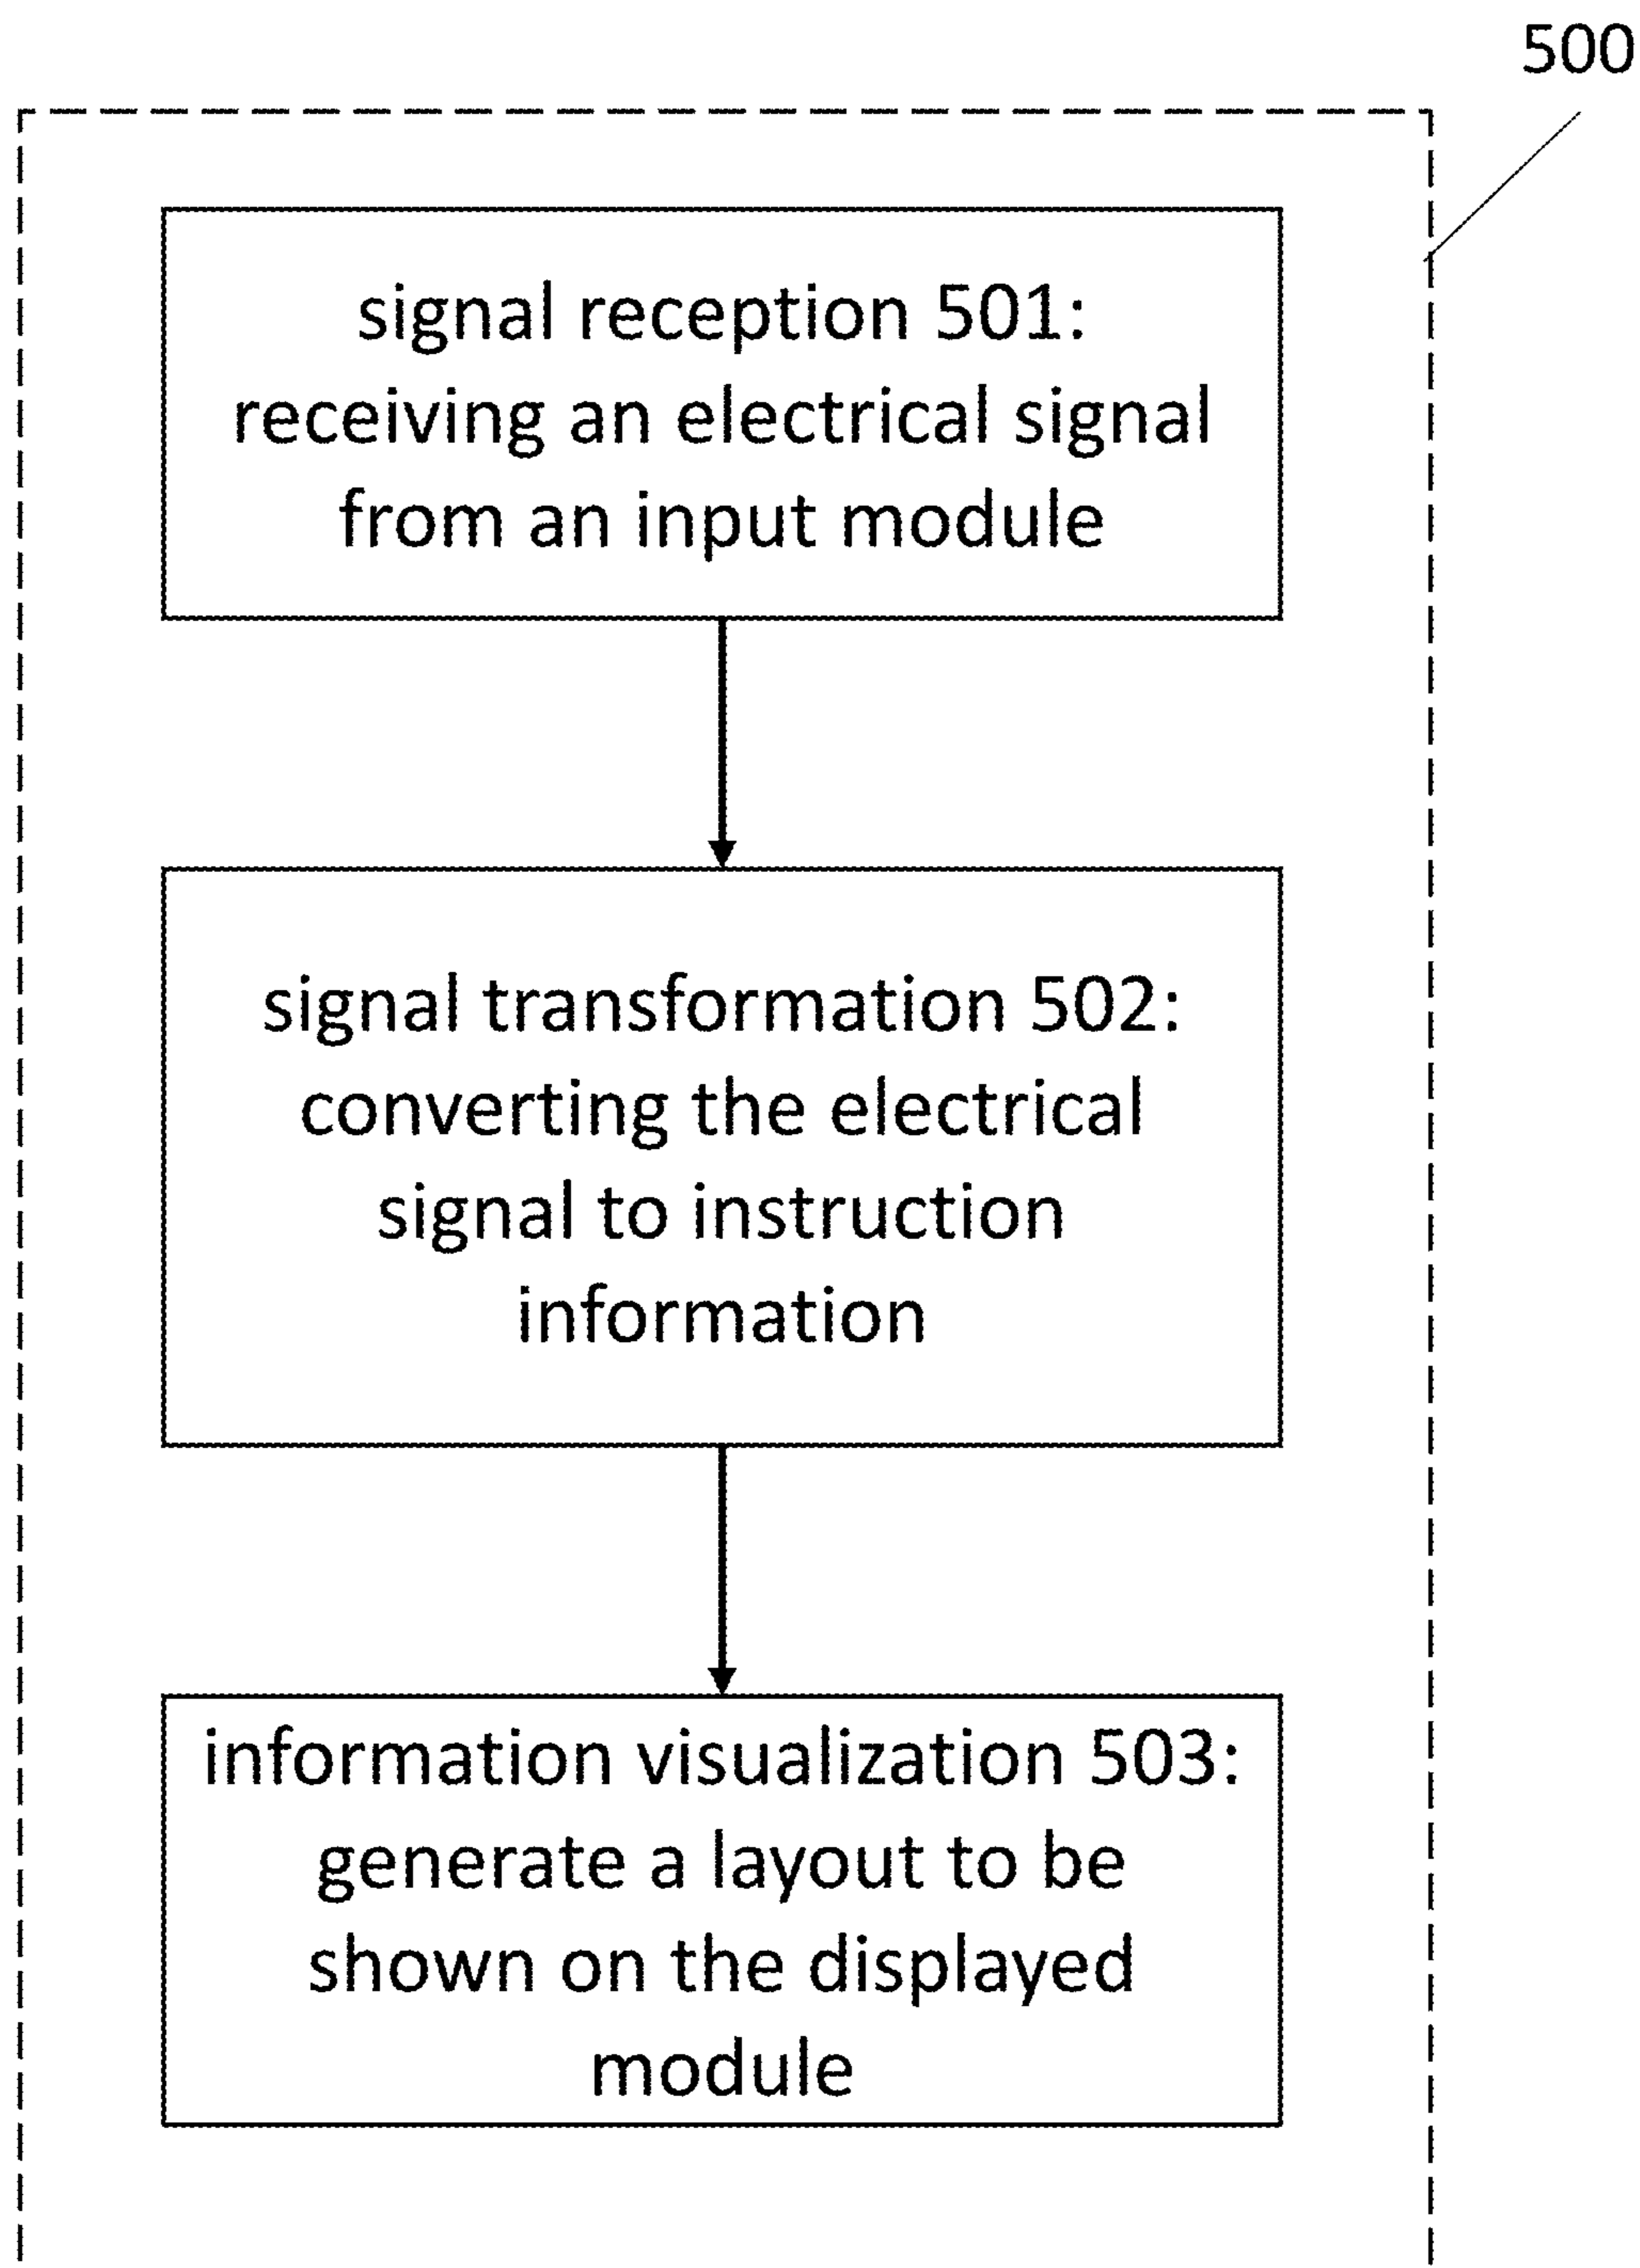 500
signal reception 501:
receiving an electrical signal
from an input module
signal transformation 502:
converting the electrical
signal to instruction
information
information visualization 503:
generate a layout to be
shown on the displayed
module